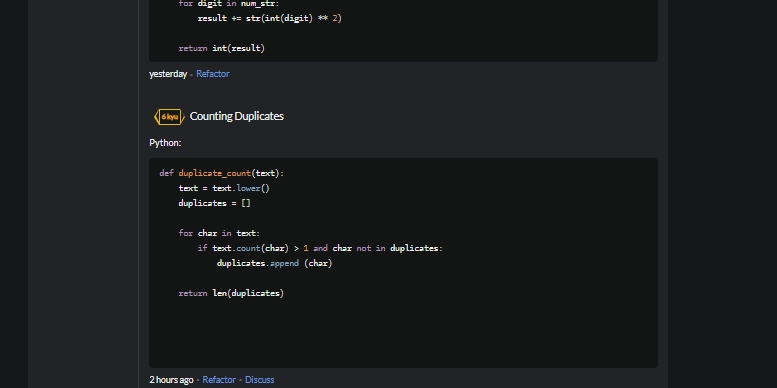 for digit in num_str:
result += str(int(digit) ** 2)
return int(result)
yesterday - Refactor
6 kyu Counting Duplicates
Python:
def duplicate_count(text):
text = text.lower()
duplicates = []
for char in text:
if text.count(char) > 1 and char not in duplicates:
duplicates.append (char)
return len(duplicates)
2 hours ago - Refactor - Discuss